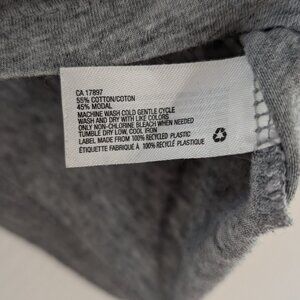 CA 17897
55% COTTON/COTON
45% MODAL
MACHINE WASH COLD GENTLE CYCLE
WASH AND DRY WITH LIKE COLORS
ONLY NON-CHLORINE BLEACH WHEN NEEDED
TUMBLE DRY LOW, COOL IRON
LABEL MADE FROM 100% RECYCLED PLASTIC
ÉTIQUETTE FABRIQUÉ À 100% RECYCLÉ PLASTIQUE